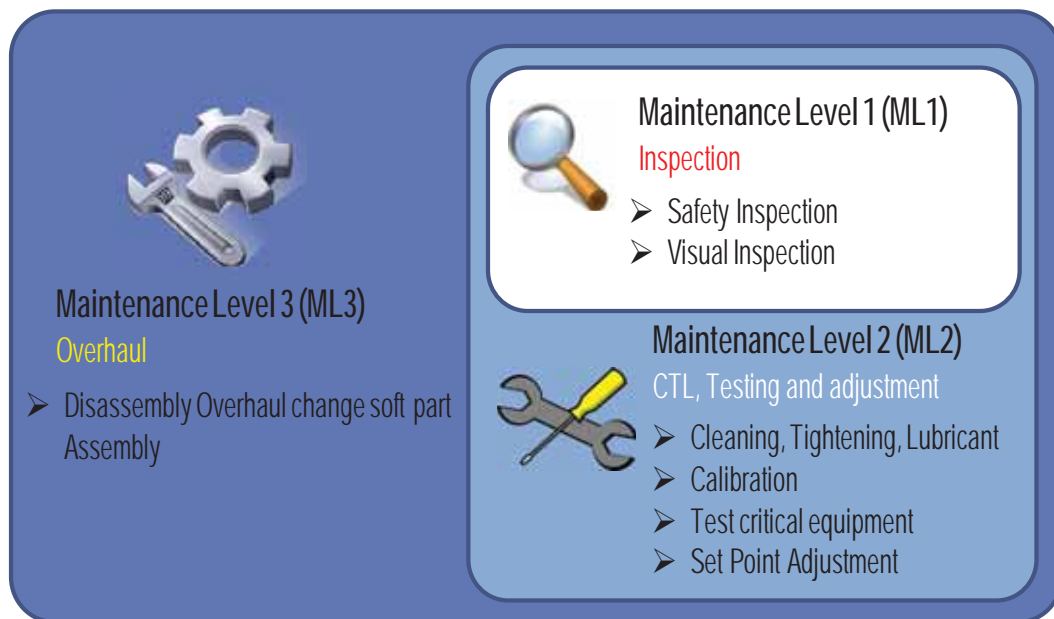 Maintenance Level 1 (ML1)
Inspection
➢ Safety Inspection
➢ Visual Inspection
Maintenance Level 3 (ML3)
Overhaul
➢ Disassembly Overhaul change soft part
Assembly
Maintenance Level 2 (ML2)
CTL, Testing and adjustment
➢ Cleaning, Tightening, Lubricant
➢ Calibration
➢ Test critical equipment
➢ Set Point Adjustment